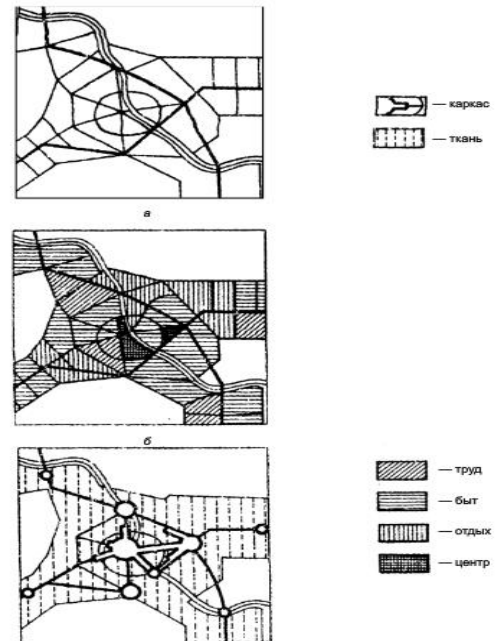 — каркас
— ткань
а
б
— труд
— быт
— отдых
— центр